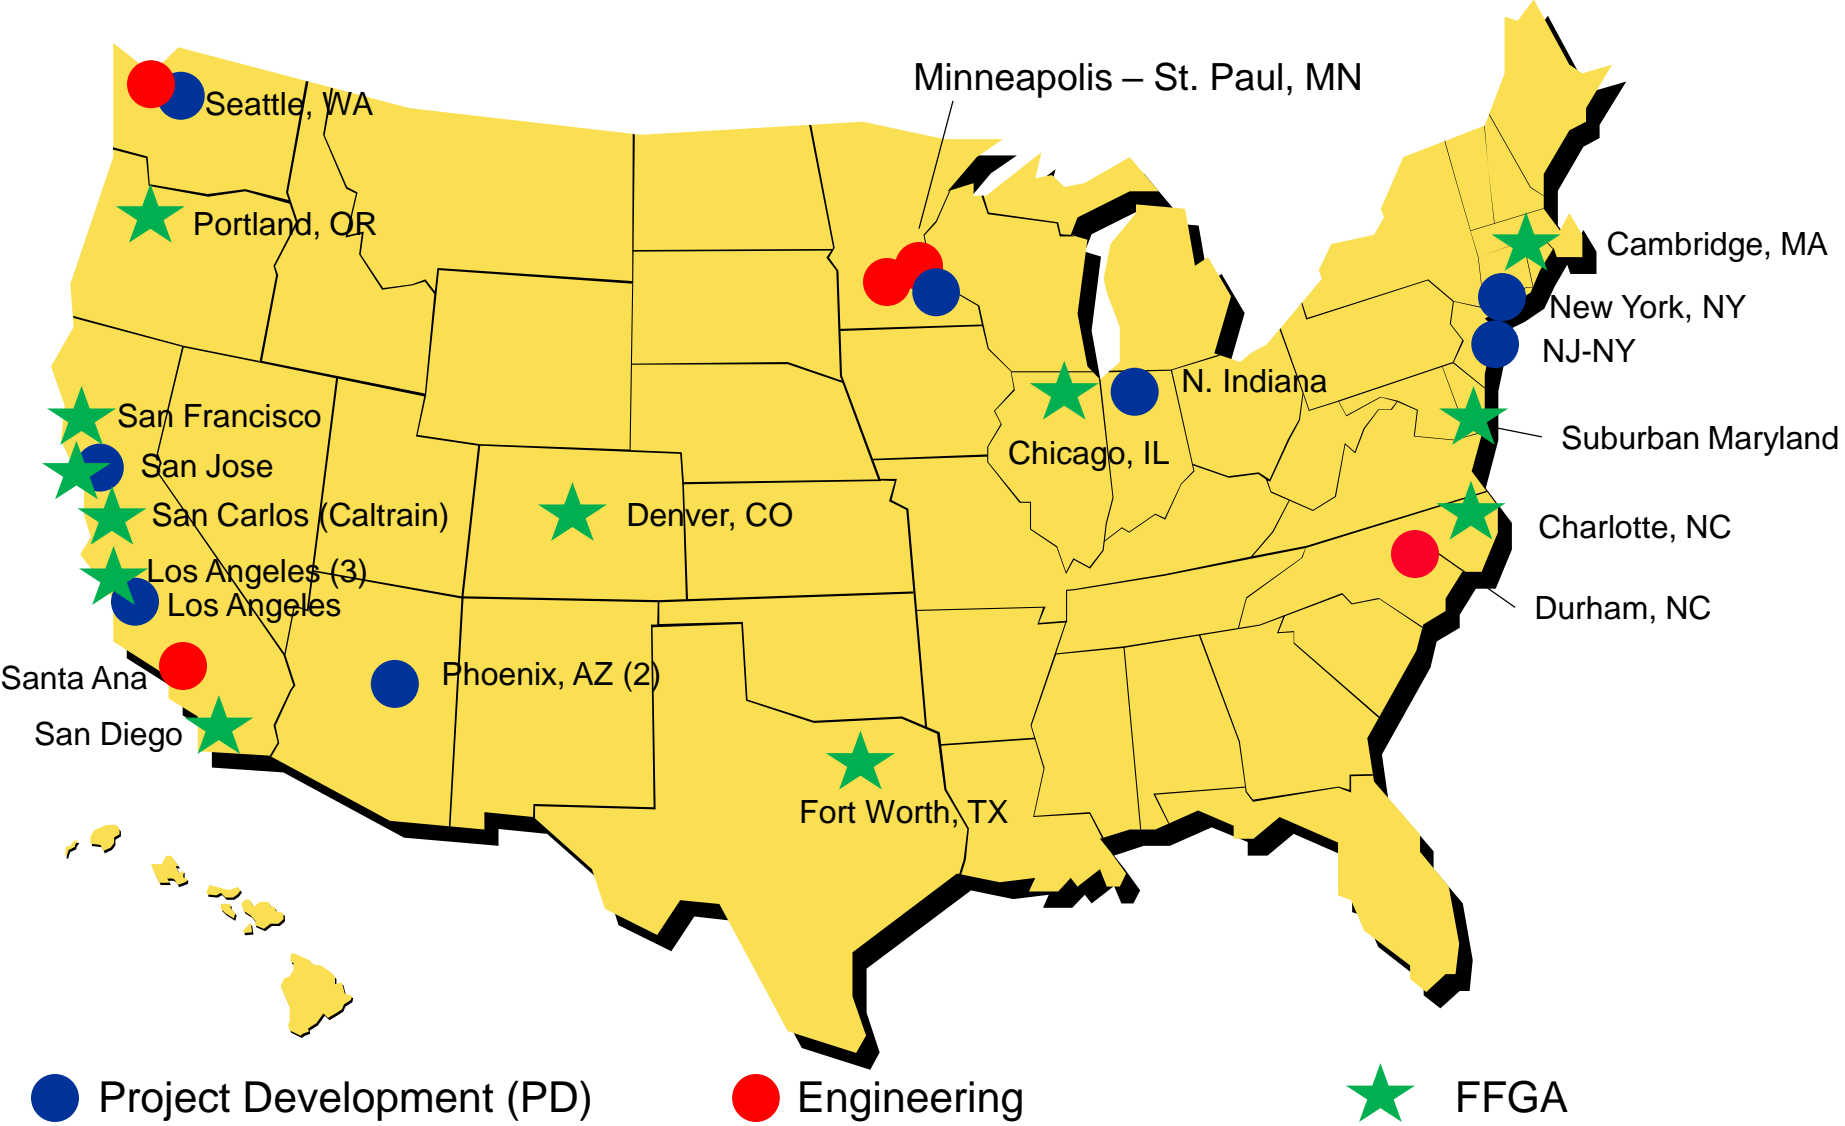 Minneapolis – St. Paul, MN
Seattle, WA
Portland, OR
Cambridge, MA
New York, NY
NJ-NY
N. Indiana
San Francisco
Suburban Maryland
Chicago, IL
San Jose
San Carlos (Caltrain)
Denver, CO
Charlotte, NC
Los Angeles (3)
Los Angeles
Durham, NC
Santa Ana
Phoenix, AZ (2)
San Diego
Fort Worth, TX
Project Development (PD)
Engineering
FFGA